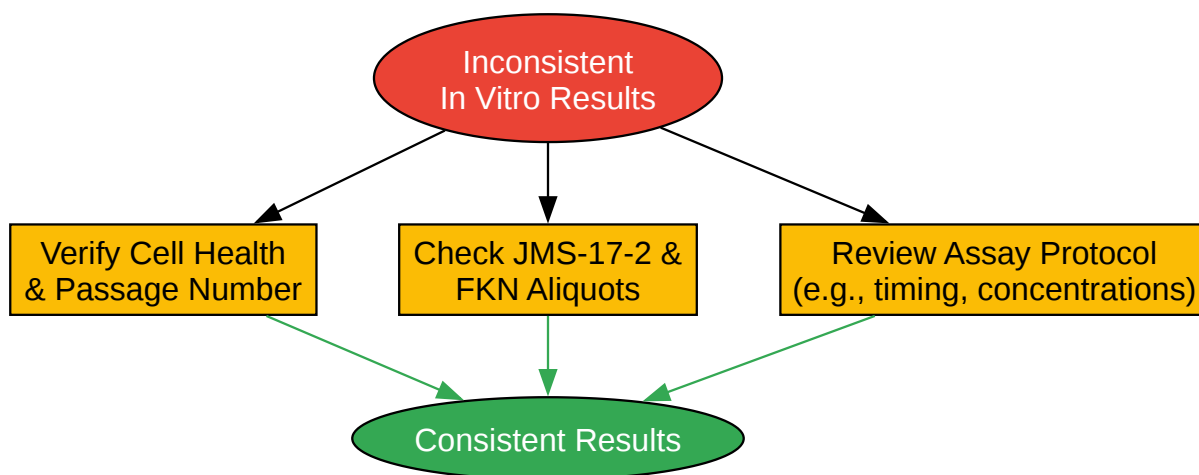 Inconsistent
In Vitro Results
Verify Cell Health
& Passage Number
Check JMS-17-2 &
FKN Aliquots
Review Assay Protocol
(e.g., timing, concentrations)
Consistent Results